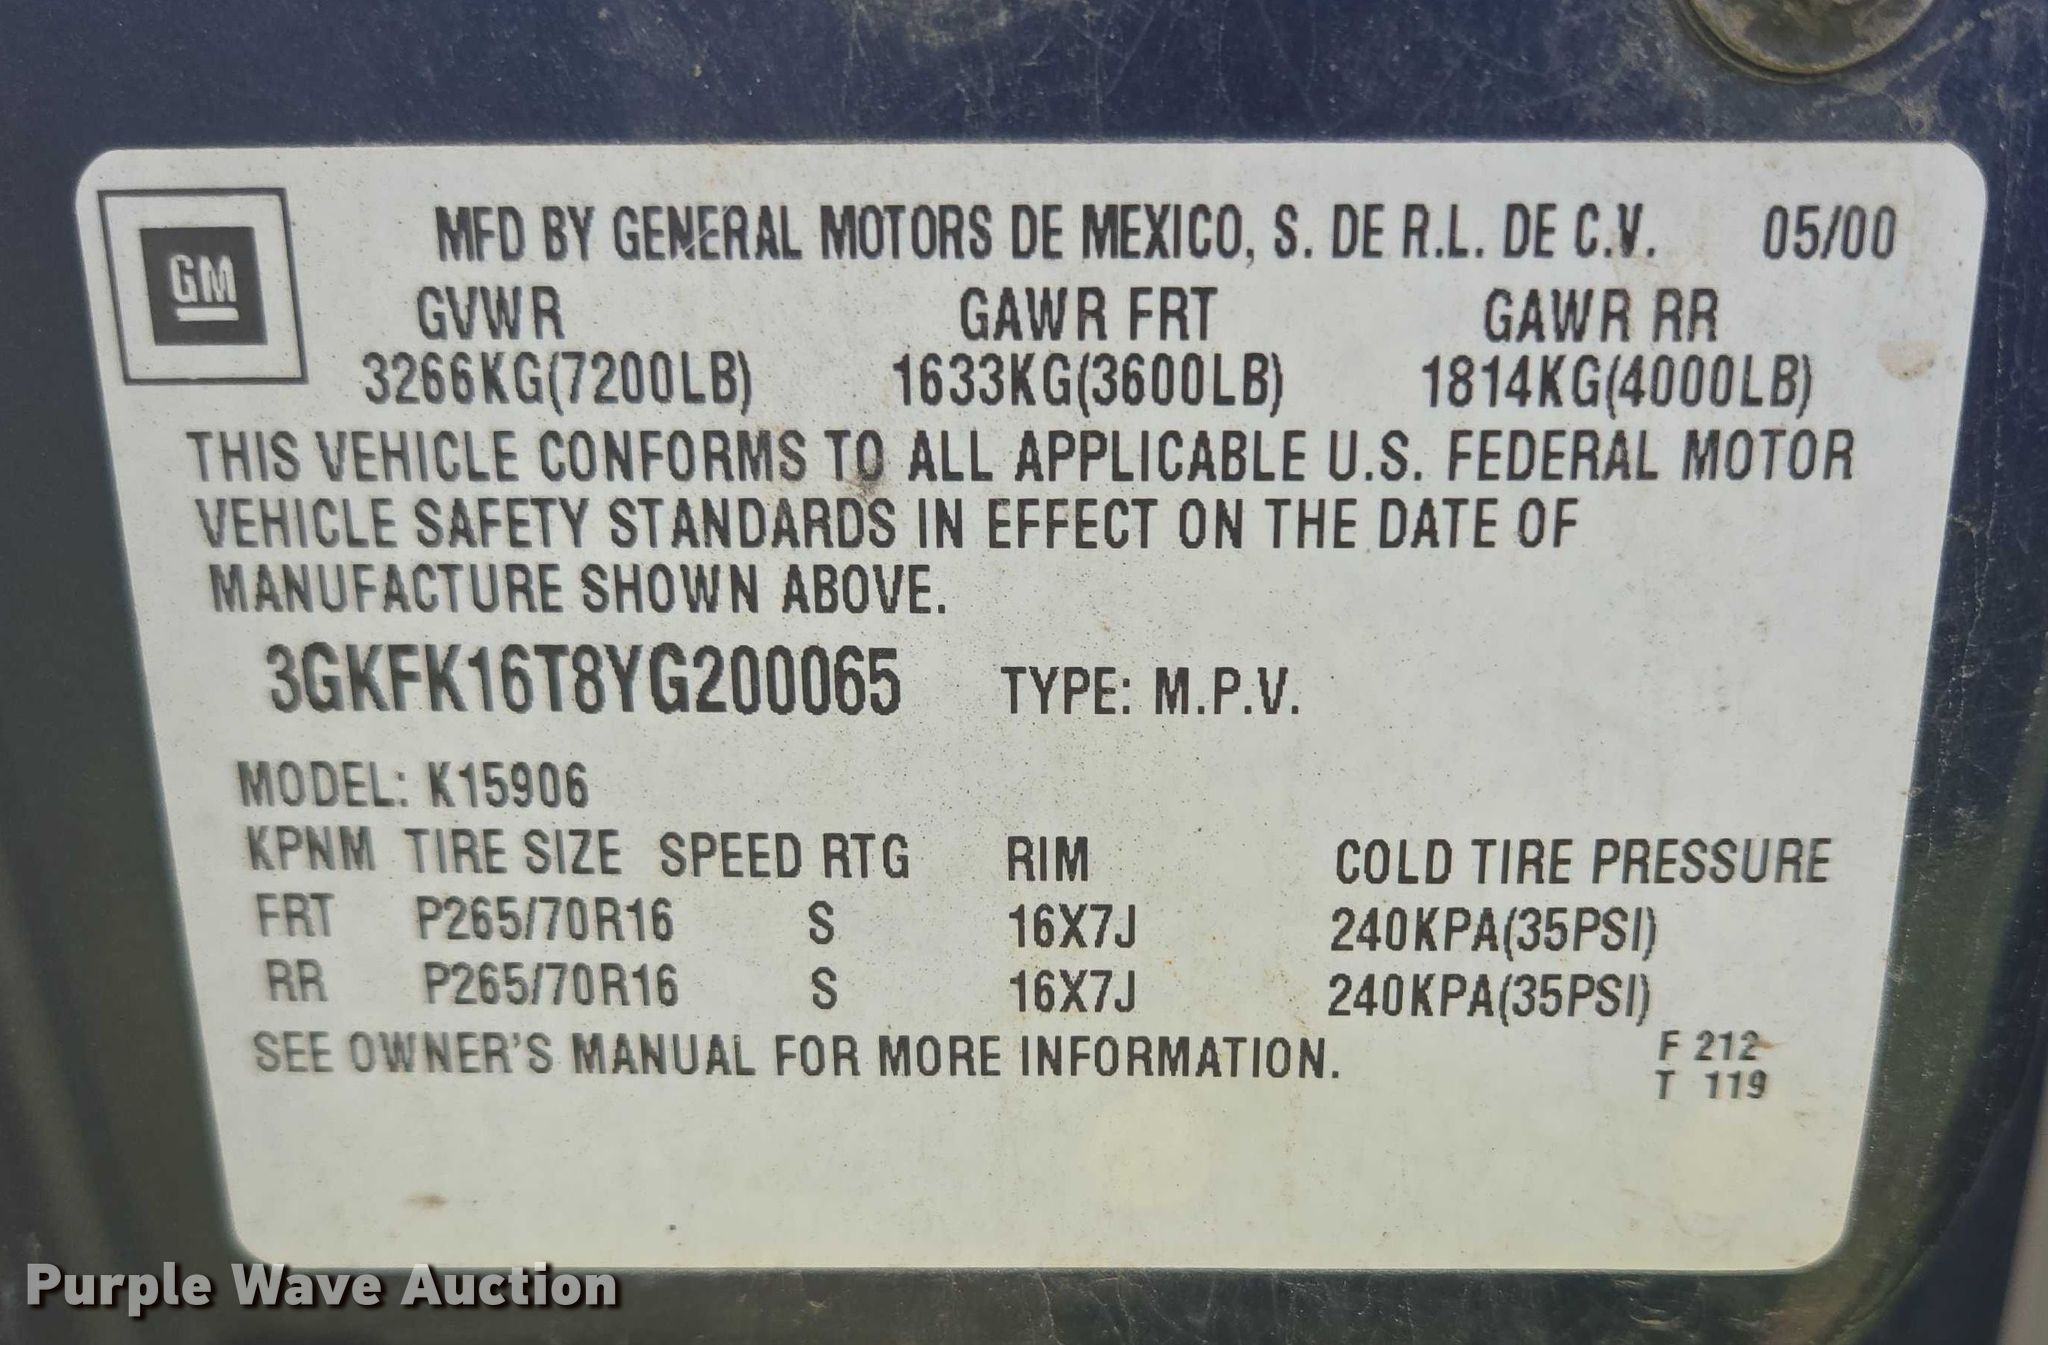 MFD BY GENERAL MOTORS DE MEXICO, S. DE R.L. DE C.V. 05/00
GM
GVWR GAWR FRT GAWR RR
3266KG(7200LB) 1633KG(3600LB) 1814KG(4000LB)
THIS VEHICLE CONFORMS TO ALL APPLICABLE U.S. FEDERAL MOTOR
VEHICLE SAFETY STANDARDS IN EFFECT ON THE DATE OF
MANUFACTURE SHOWN ABOVE.
3GKFK16T8YG200065 TYPE: M.P.V.
MODEL: K15906
KPNM TIRE SIZE SPEED RTG RIM COLD TIRE PRESSURE
FRT P265/70R16 S 16X7J 240KPA(35PSI)
RR P265/70R16 S 16X7J 240KPA(35PSI)
SEE OWNER'S MANUAL FOR MORE INFORMATION.
F 212
T 119
Purple Wave Auction